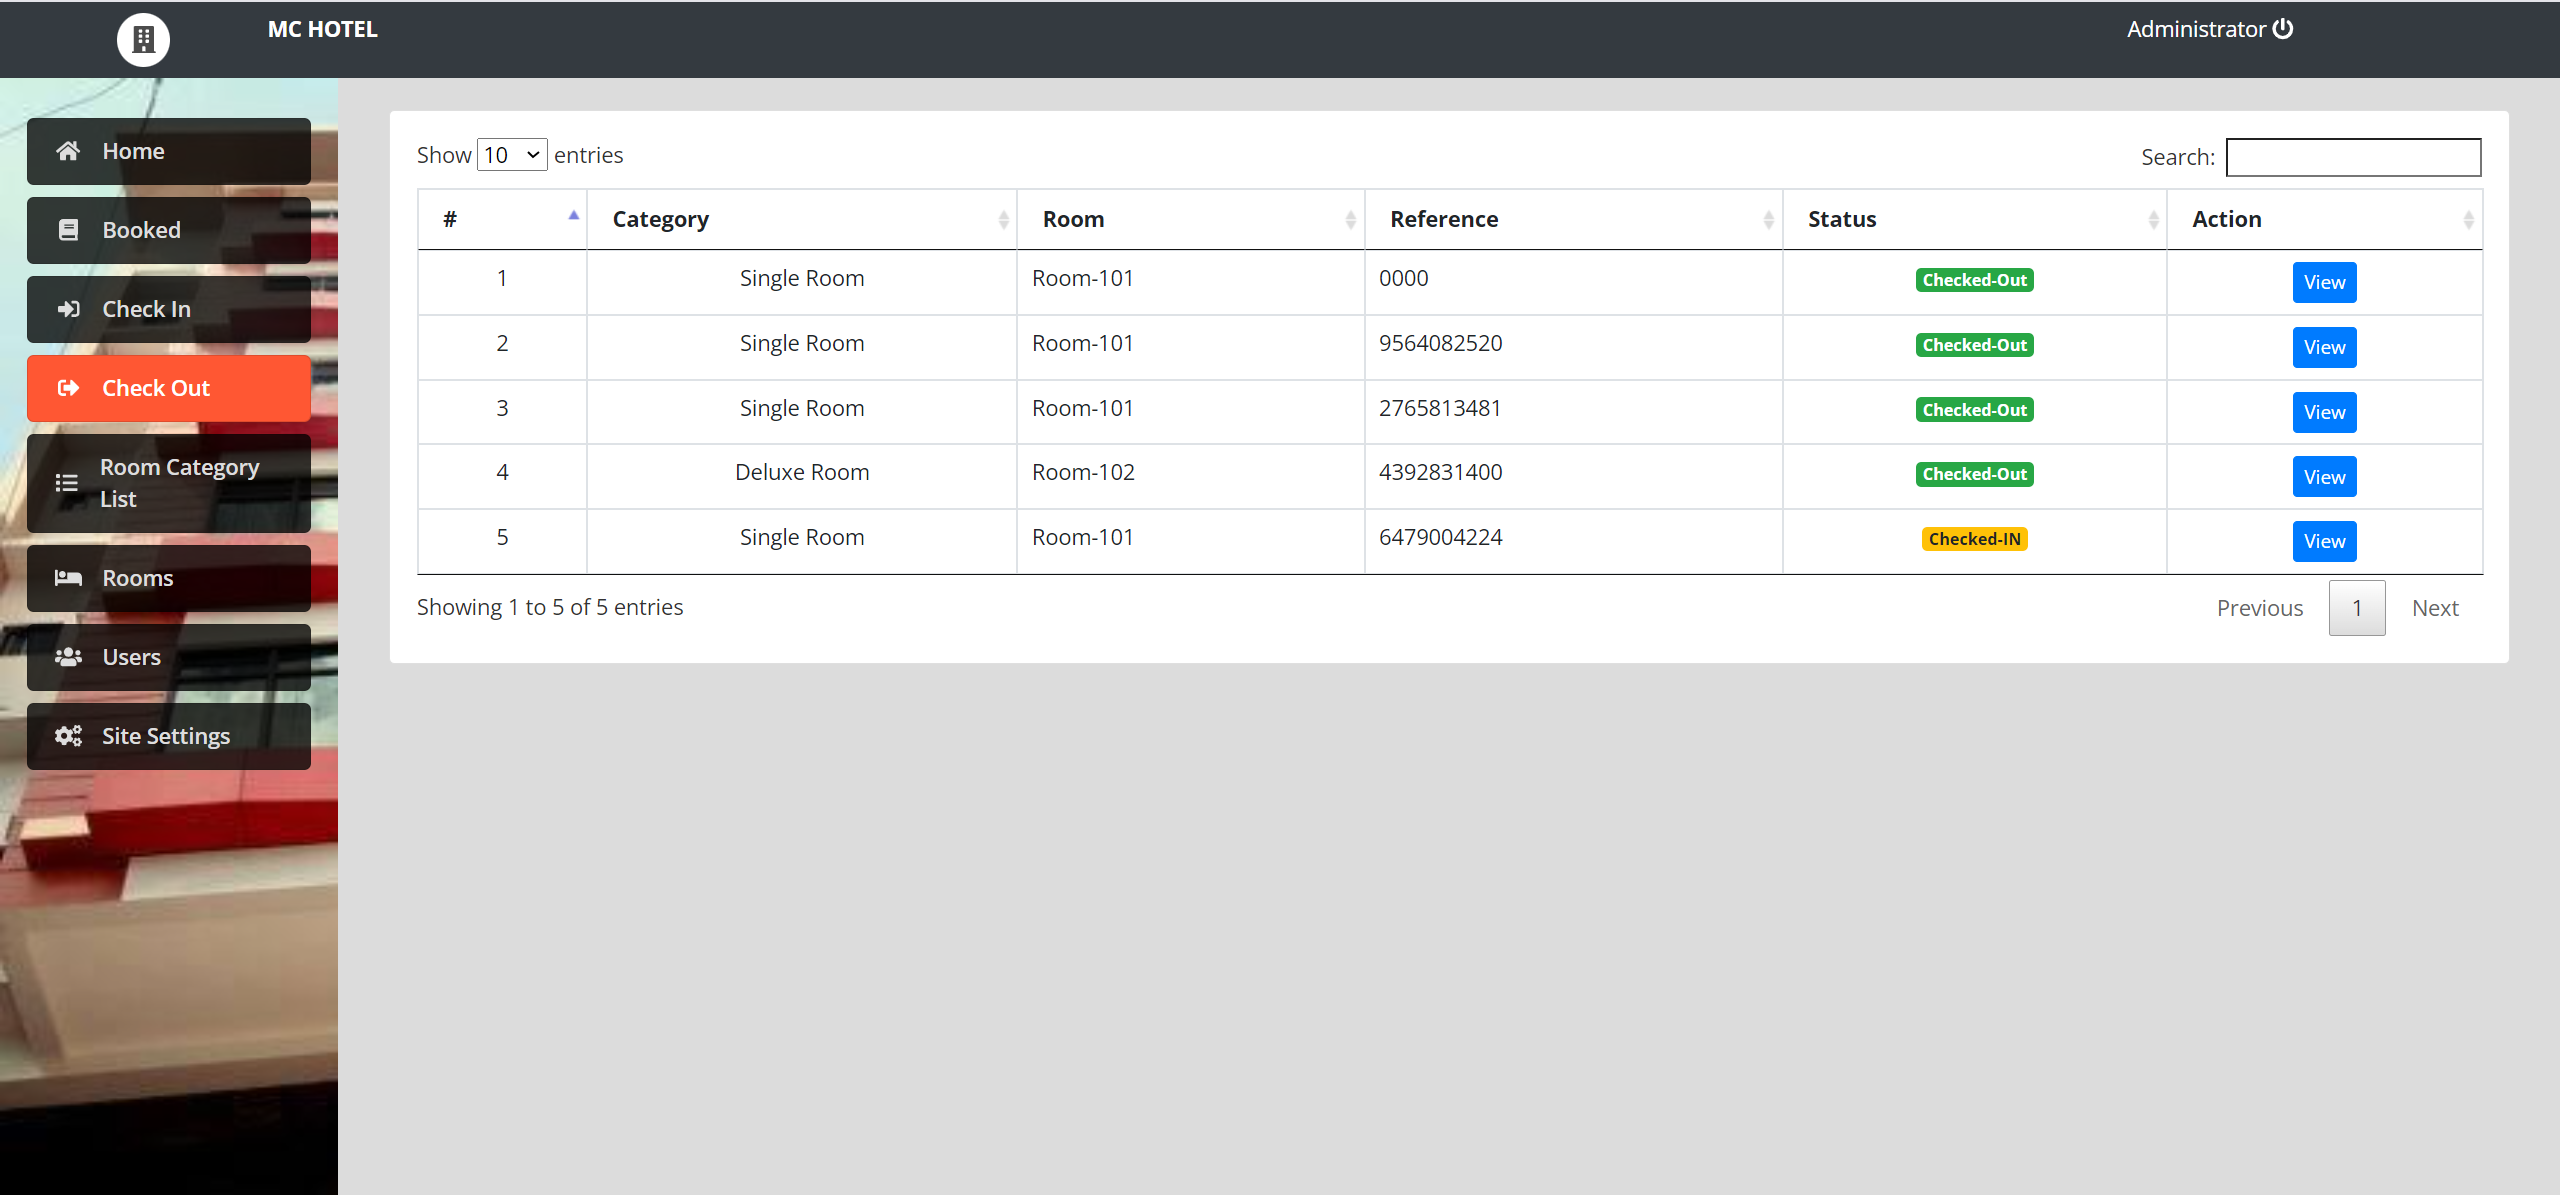 MC HOTEL
Administrator
Home
Booked
Check In
Check Out
Room Category
List
Rooms
Users
Site Settings
Show 10 entries
Search:
# Category Room Reference Status Action
1 Single Room Room-101 0000 Checked-Out View
2 Single Room Room-101 9564082520 Checked-Out View
3 Single Room Room-101 2765813481 Checked-Out View
4 Deluxe Room Room-102 4392831400 Checked-Out View
5 Single Room Room-101 6479004224 Checked-IN View
Showing 1 to 5 of 5 entries
Previous 1 Next